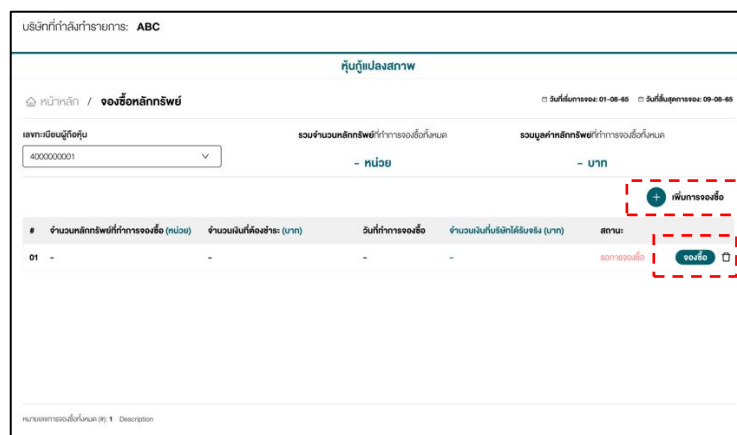 บริษัทที่กำลังทำรายการ: ABC
หุ้นกู้แปลงสภาพ
หน้าหลัก / จองซื้อหลักทรัพย์
วันที่เริ่มการจอง: 01-08-65 วันที่สิ้นสุดการจอง: 09-08-65
เลขทะเบียนผู้ถือหุ้น รวมจำนวนหลักทรัพย์ที่ทำการจองซื้อทั้งหมด รวมมูลค่าหลักทรัพย์ที่ทำการจองซื้อทั้งหมด
4000000001
- หน่วย - บาท
+ เพิ่มการจองซื้อ
# จำนวนหลักทรัพย์ที่ทำการจองซื้อ (หน่วย) จำนวนเงินที่ต้องชำระ (บาท) วันที่ทำการจองซื้อ จำนวนเงินที่บริษัทได้รับจริง (บาท) สถานะ
01 - - - - รอการจองซื้อ จองซื้อ
หมายเลขการจองซื้อทั้งหมด (#): 1 Description